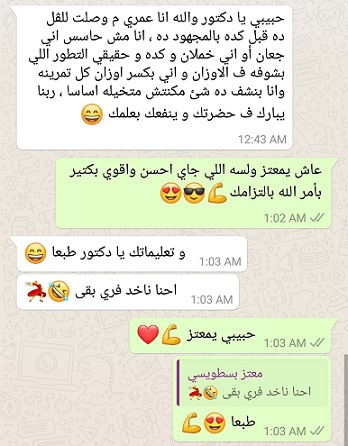 حبيبي يا دكتور والله انا عمري م وصلت للڤل
ده قبل كده بالمجهود ده ، انا مش حاسس اني
جعان أو اني خملان و كده و حقيقي التطور اللي
بشوفه ف الاوزان و اني بكسر اوزان كل تمرينه
وانا بنشف ده شئ مكنتش متخيله اساسا ، ربنا
يبارك ف حضرتك و ينفعك بعلمك 😄
12:43 AM
عاش يمعتز ولسه اللي جاي احسن واقوي بكتير
بأمر الله بالتزامك💪😎😍
1:02 AM
و تعليماتك يا دكتور طبعا 😄
1:03 AM
احنا ناخد فري بقى 🤣💃
1:03 AM
حبيبي يمعتز 💪❤️
1:03 AM
معتز بسطويسي
احنا ناخد فري بقى 🤣💃
طبعا 💪😍
1:03 AM